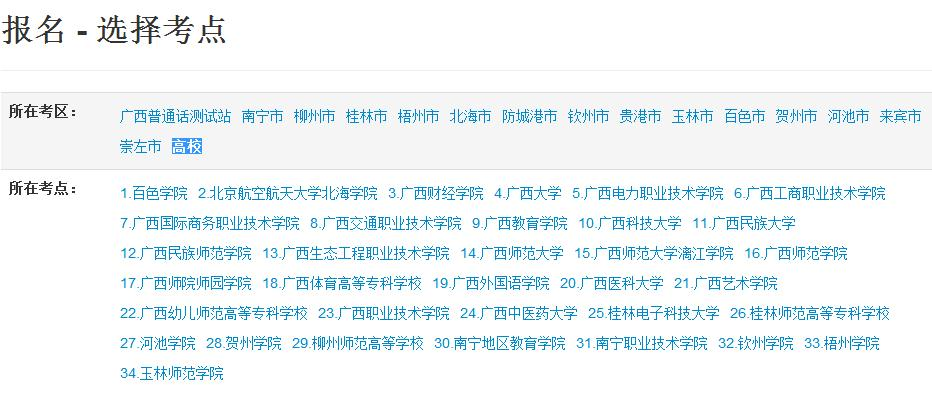 报名 - 选择考点
所在考区： 广西普通话测试站 南宁市 柳州市 桂林市 梧州市 北海市 防城港市 钦州市 贵港市 玉林市 百色市 贺州市 河池市 来宾市
崇左市 高校
所在考点： 1.百色学院 2.北京航空航天大学北海学院 3.广西财经学院 4.广西大学 5.广西电力职业技术学院 6.广西工商职业技术学院
7.广西国际商务职业技术学院 8.广西交通职业技术学院 9.广西教育学院 10.广西科技大学 11.广西民族大学
12.广西民族师范学院 13.广西生态工程职业技术学院 14.广西师范大学 15.广西师范大学漓江学院 16.广西师范学院
17.广西师院师园学院 18.广西体育高等专科学校 19.广西外国语学院 20.广西医科大学 21.广西艺术学院
22.广西幼儿师范高等专科学校 23.广西职业技术学院 24.广西中医药大学 25.桂林电子科技大学 26.桂林师范高等专科学校
27.河池学院 28.贺州学院 29.柳州师范高等学校 30.南宁地区教育学院 31.南宁职业技术学院 32.钦州学院 33.梧州学院
34.玉林师范学院